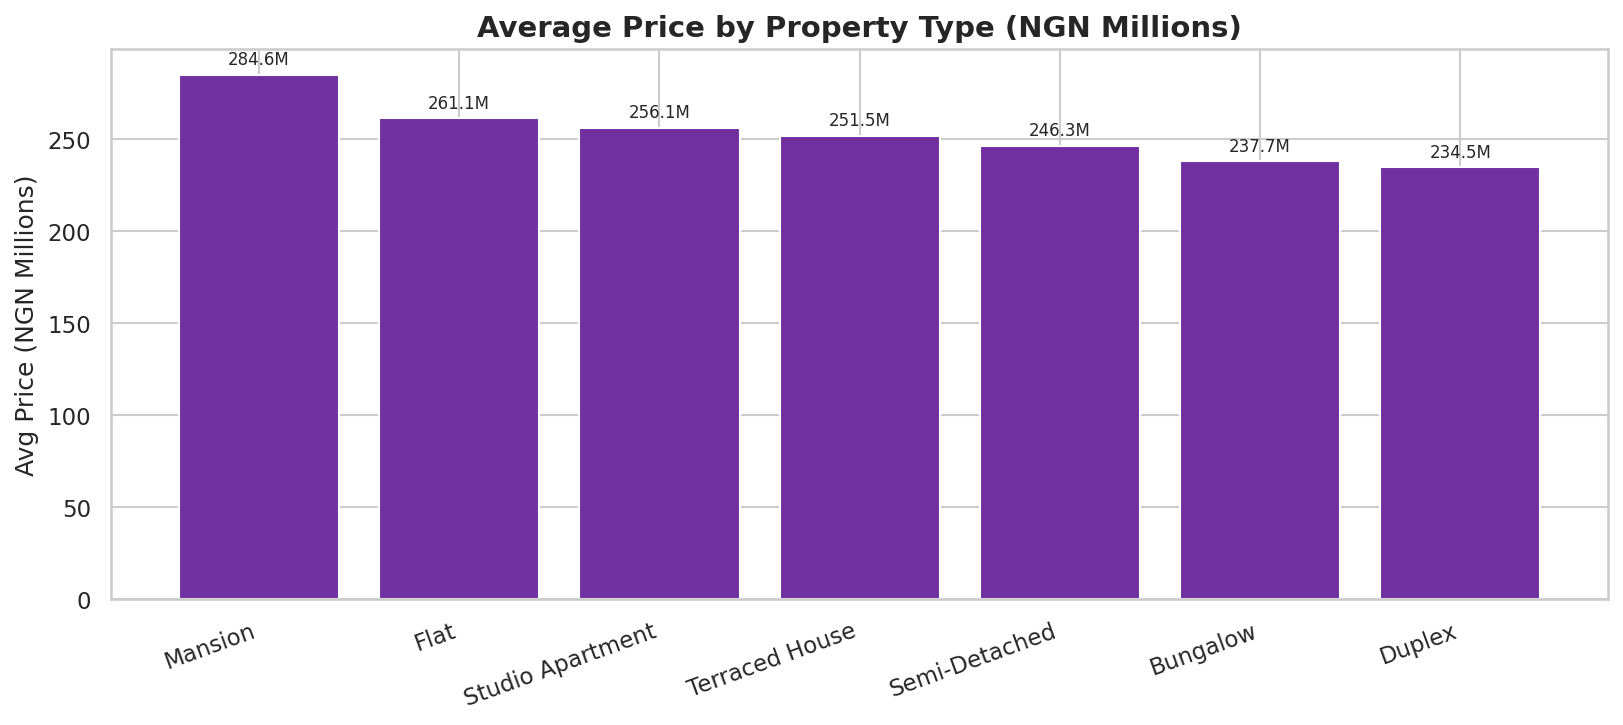 Average Price by Property Type (NGN Millions)
284.6M
261.1M
256.1M
251.5M
246.3M
237.7M
234.5M
250
200
150
100
50
0
Avg Price (NGN Millions)
Mansion
Flat
Studio Apartment
Terraced House
Semi-Detached
Bungalow
Duplex